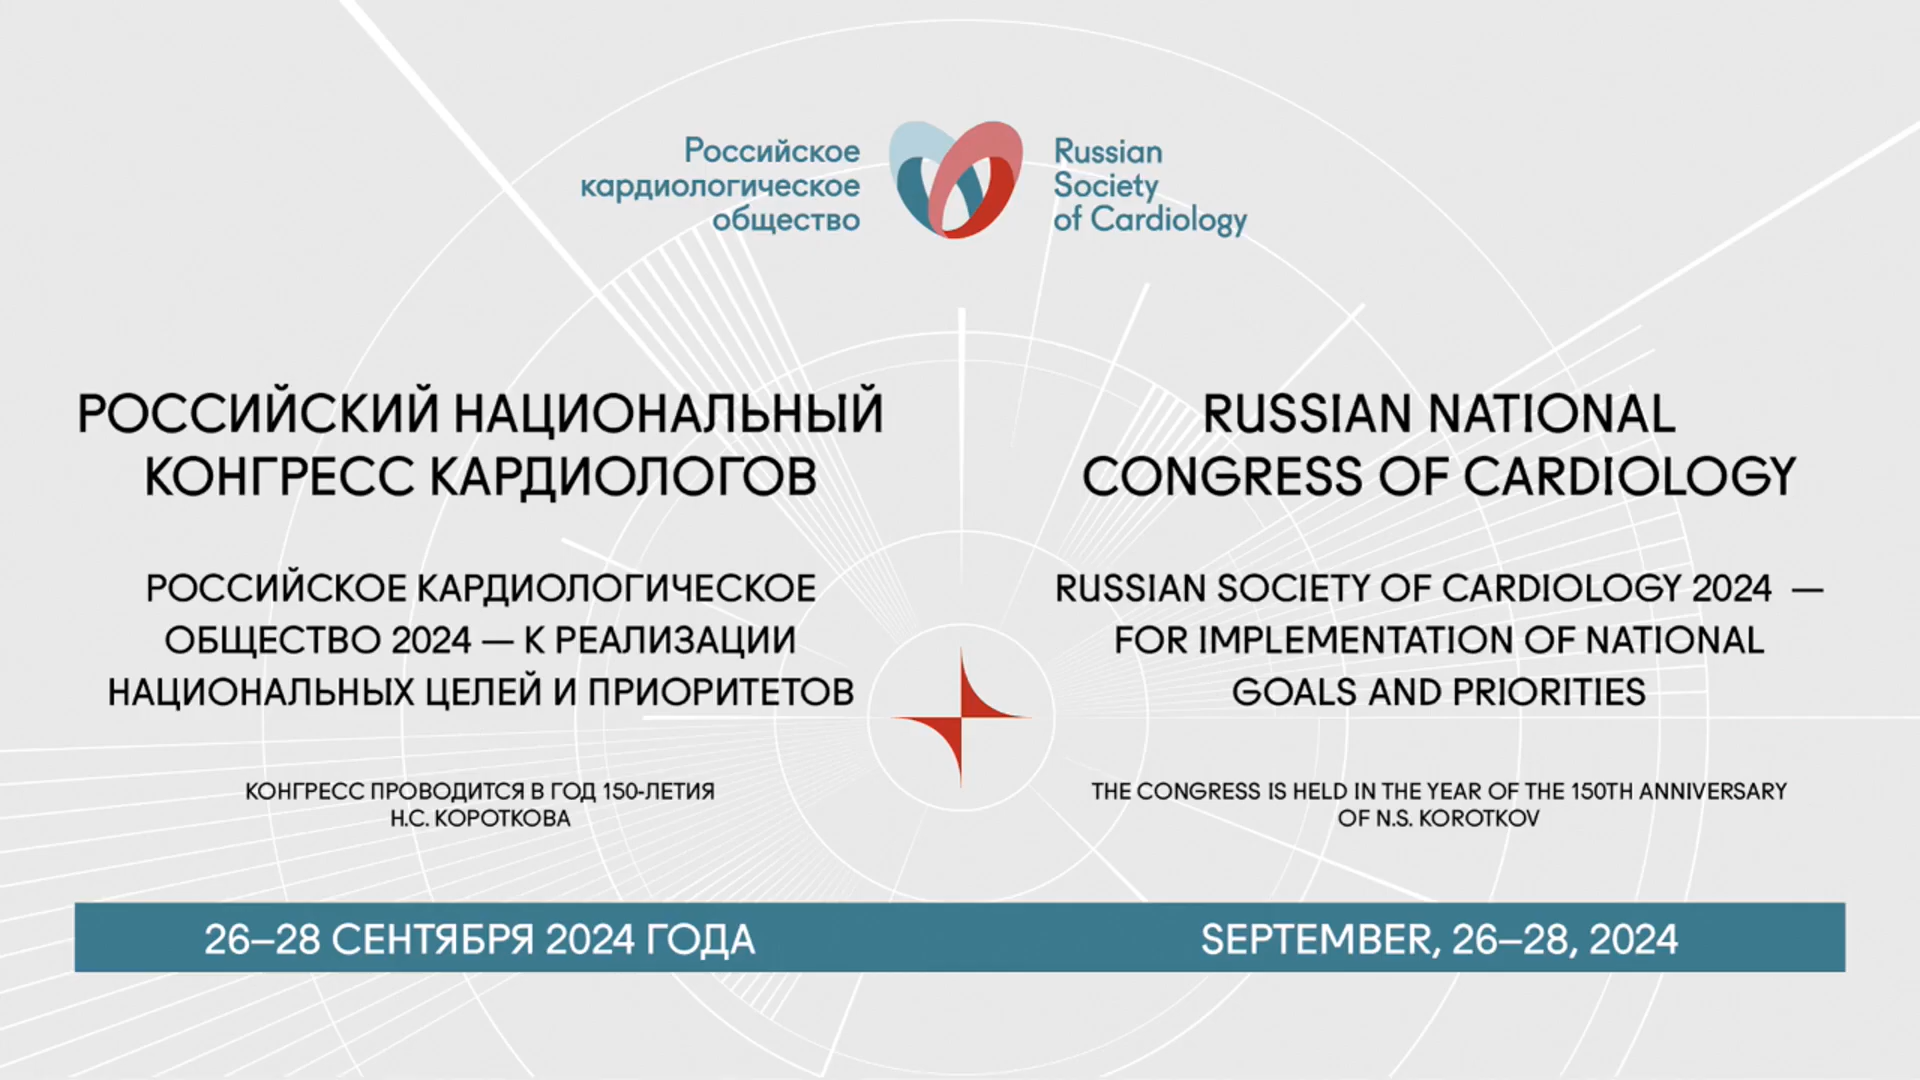 Российское
кардиологическое
общество
Russian
Society
of Cardiology
РОССИЙСКИЙ НАЦИОНАЛЬНЫЙ
КОНГРЕСС КАРДИОЛОГОВ
РОССИЙСКОЕ КАРДИОЛОГИЧЕСКОЕ
ОБЩЕСТВО 2024 — К РЕАЛИЗАЦИИ
НАЦИОНАЛЬНЫХ ЦЕЛЕЙ И ПРИОРИТЕТОВ
КОНГРЕСС ПРОВОДИТСЯ В ГОД 150-ЛЕТИЯ
Н.С. КОРОТКОВА
RUSSIAN NATIONAL
CONGRESS OF CARDIOLOGY
RUSSIAN SOCIETY OF CARDIOLOGY 2024 —
FOR IMPLEMENTATION OF NATIONAL
GOALS AND PRIORITIES
THE CONGRESS IS HELD IN THE YEAR OF THE 150TH ANNIVERSARY
OF N.S. KOROTKOV
26–28 СЕНТЯБРЯ 2024 ГОДА
SEPTEMBER, 26–28, 2024